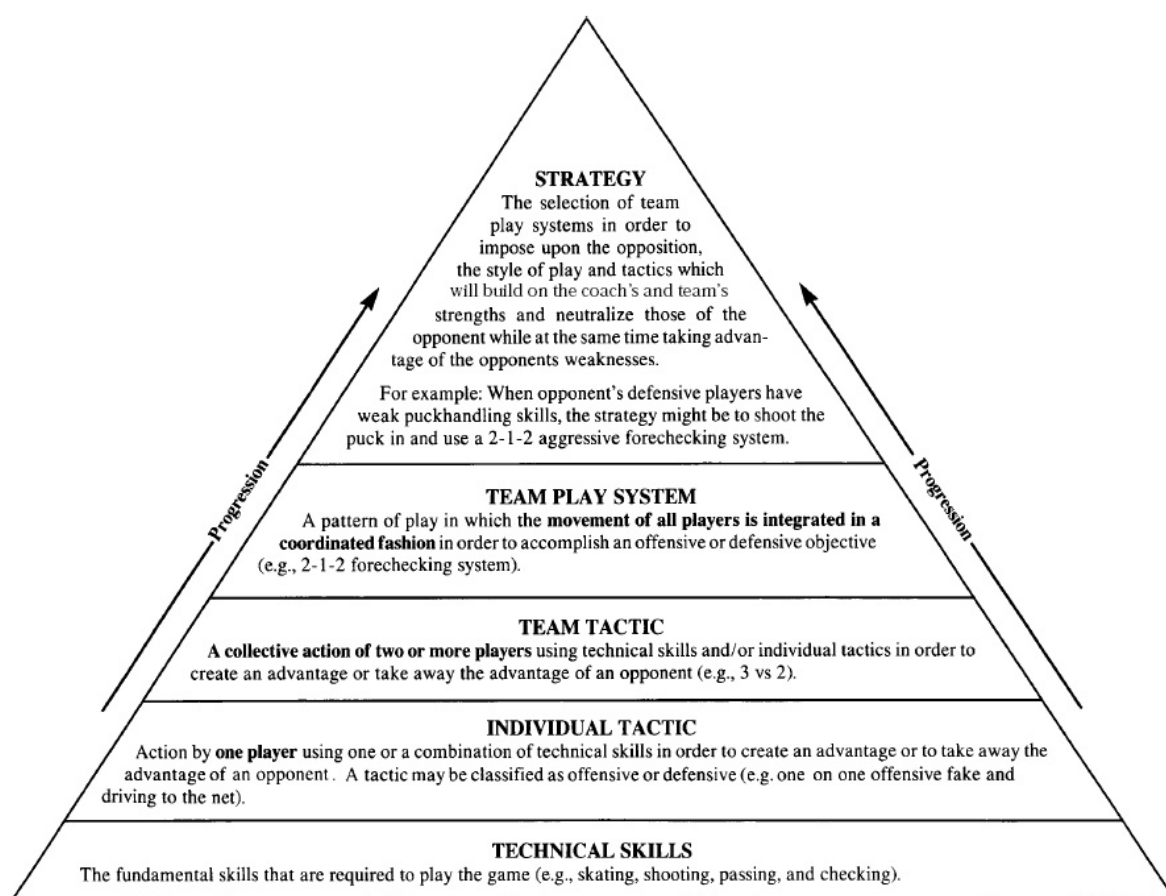 STRATEGY
The selection of team
play systems in order to
impose upon the opposition,
the style of play and tactics which
will build on the coach's and team's
strengths and neutralize those of the
opponent while at the same time taking advan-
tage of the opponents weaknesses.
For example: When opponent's defensive players have
weak puckhandling skills, the strategy might be to shoot the
puck in and use a 2-1-2 aggressive forechecking system.
Progression
Progression
TEAM PLAY SYSTEM
A pattern of play in which the movement of all players is integrated in a
coordinated fashion in order to accomplish an offensive or defensive objective
(e.g., 2-1-2 forechecking system).
TEAM TACTIC
A collective action of two or more players using technical skills and/or individual tactics in order to
create an advantage or take away the advantage of an opponent (e.g., 3 vs 2).
INDIVIDUAL TACTIC
Action by one player using one or a combination of technical skills in order to create an advantage or to take away the
advantage of an opponent. A tactic may be classified as offensive or defensive (e.g. one on one offensive fake and
driving to the net).
TECHNICAL SKILLS
The fundamental skills that are required to play the game (e.g., skating, shooting, passing, and checking).